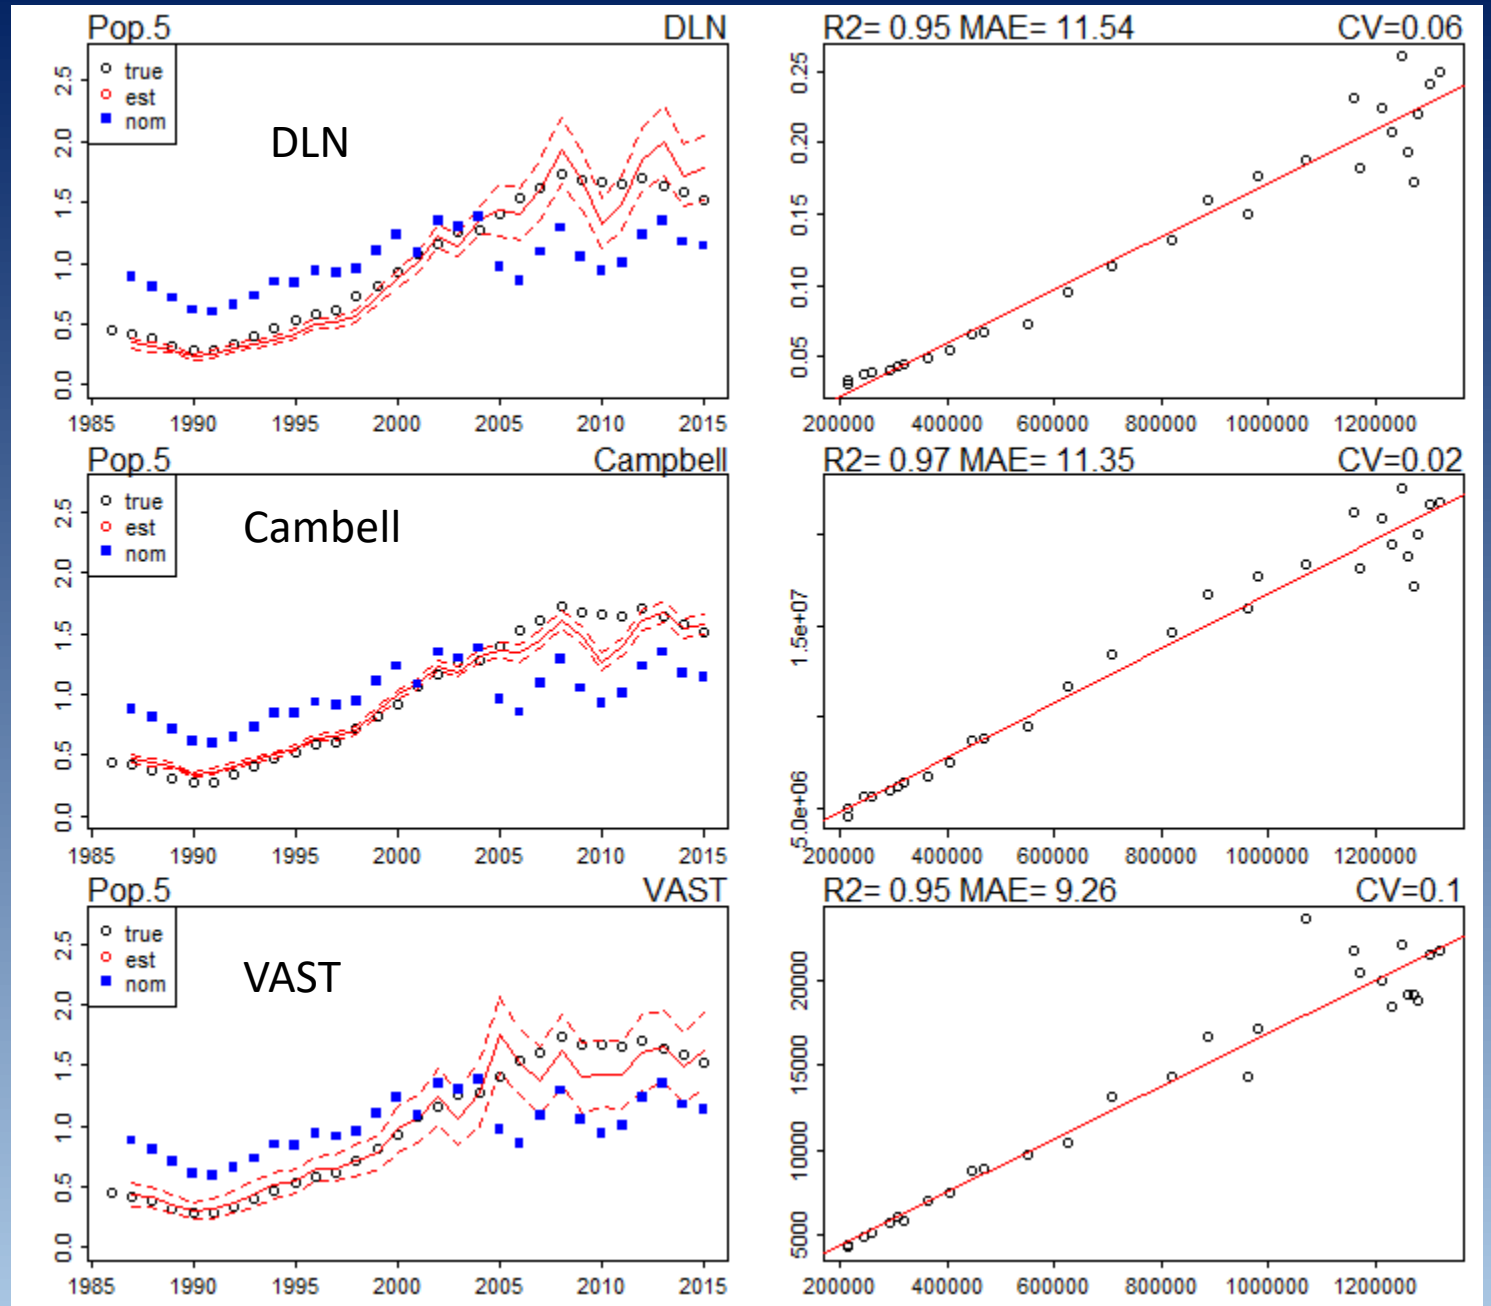 Pop.5 DLN
true
est
nom
DLN
0.0 0.5 1.0 1.5 2.0 2.5
1985 1990 1995 2000 2005 2010 2015
R2= 0.95 MAE= 11.54 CV=0.06
0.05 0.10 0.15 0.20 0.25
200000 400000 600000 800000 1000000 1200000
Pop.5 Campbell
true
est
nom
Cambell
0.0 0.5 1.0 1.5 2.0 2.5
1985 1990 1995 2000 2005 2010 2015
R2= 0.97 MAE= 11.35 CV=0.02
5.0e+06 1.5e+07
200000 400000 600000 800000 1000000 1200000
Pop.5 VAST
true
est
nom
VAST
0.0 0.5 1.0 1.5 2.0 2.5
1985 1990 1995 2000 2005 2010 2015
R2= 0.95 MAE= 9.26 CV=0.1
5000 10000 15000 20000
200000 400000 600000 800000 1000000 1200000